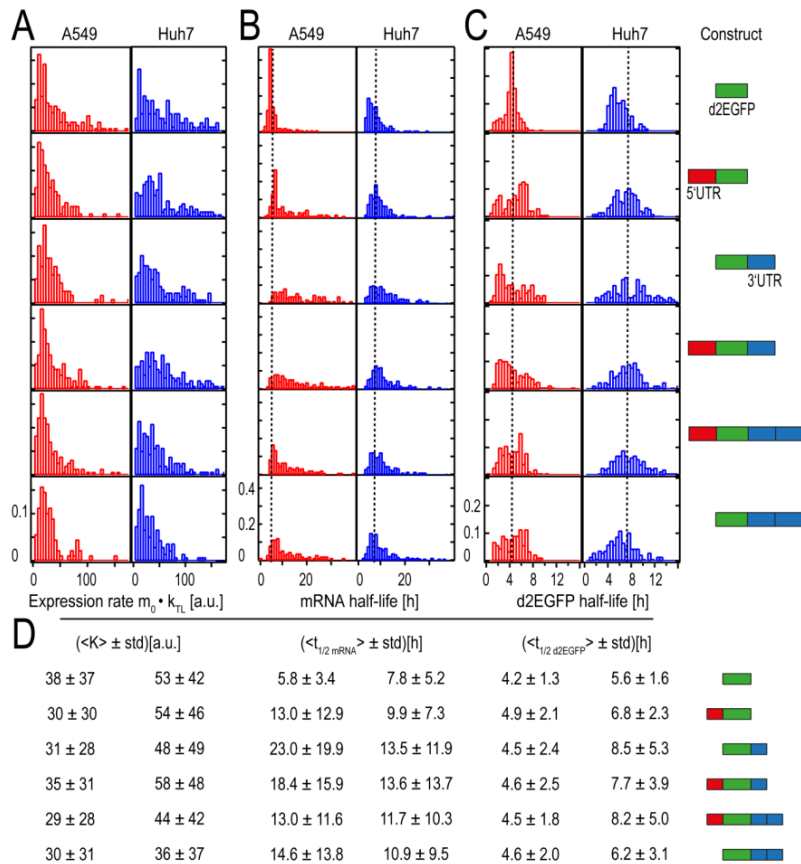 A
B
C
A549 Huh7 A549 Huh7 A549 Huh7 Construct
d2EGFP
5'UTR
3'UTR
0.1
0
0.4
0.2
0
0.2
0.1
0
0 100 0 100 0 20 0 20 0 4 8 12 0 4 8 12 16
Expression rate m0 • kTL [a.u.] mRNA half-life [h] d2EGFP half-life [h]
D
(<K> ± std)[a.u.] (<t1/2 mRNA> ± std)[h] (<t1/2 d2EGFP> ± std)[h]
38 ± 37 53 ± 42 5.8 ± 3.4 7.8 ± 5.2 4.2 ± 1.3 5.6 ± 1.6
30 ± 30 54 ± 46 13.0 ± 12.9 9.9 ± 7.3 4.9 ± 2.1 6.8 ± 2.3
31 ± 28 48 ± 49 23.0 ± 19.9 13.5 ± 11.9 4.5 ± 2.4 8.5 ± 5.3
35 ± 31 58 ± 48 18.4 ± 15.9 13.6 ± 13.7 4.6 ± 2.5 7.7 ± 3.9
29 ± 28 44 ± 42 13.0 ± 11.6 11.7 ± 10.3 4.5 ± 1.8 8.2 ± 5.0
30 ± 31 36 ± 37 14.6 ± 13.8 10.9 ± 9.5 4.6 ± 2.0 6.2 ± 3.1